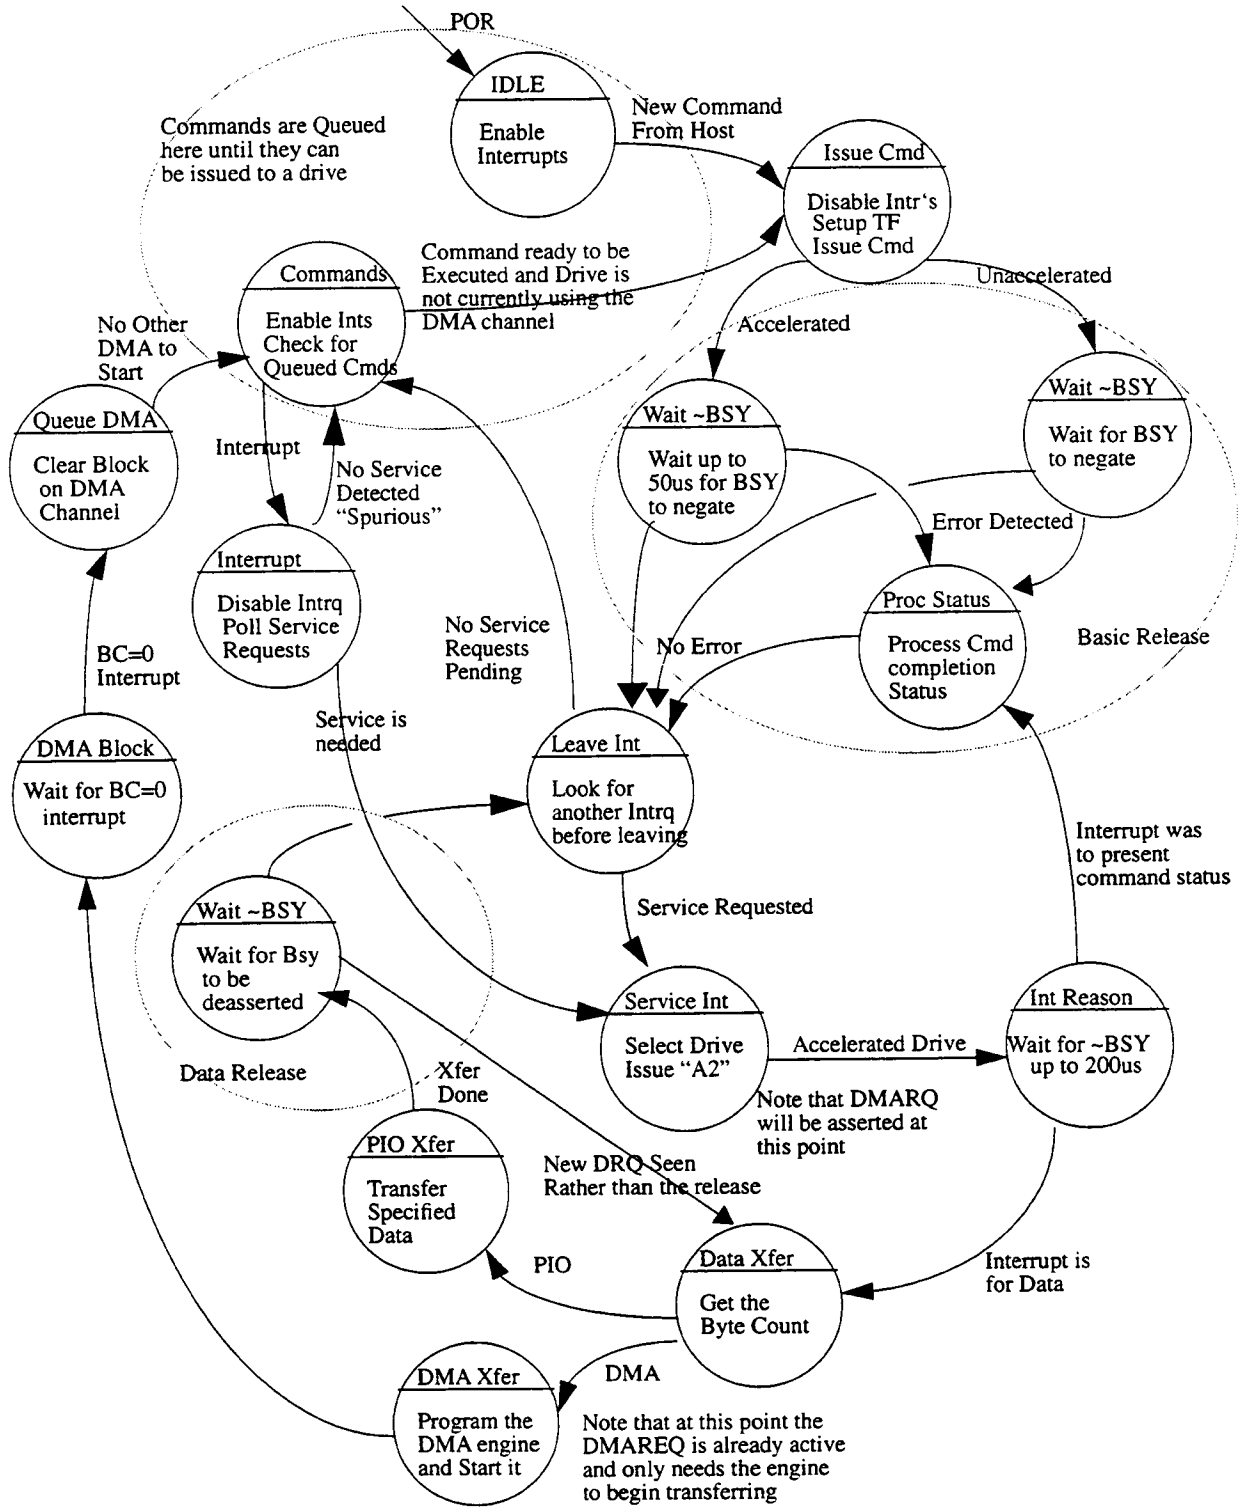 POR
IDLE
Enable
Interrupts
New Command
From Host
Commands are Queued
here until they can
be issued to a drive
Issue Cmd
Disable Intr's
Setup TF
Issue Cmd
Commands
Enable Ints
Check for
Queued Cmds
Command ready to be
Executed and Drive is
not currently using the
DMA channel
Unaccelerated
Accelerated
No Other
DMA to
Start
Queue DMA
Clear Block
on DMA
Channel
Interrupt
No Service
Detected
“Spurious”
Wait ~BSY
Wait up to
50us for BSY
to negate
Wait ~BSY
Wait for BSY
to negate
Error Detected
Interrupt
Disable Intrq
Poll Service
Requests
Proc Status
Process Cmd
completion
Status
Basic Release
No Service
Requests
Pending
No Error
BC=0
Interrupt
Service is
needed
DMA Block
Wait for BC=0
interrupt
Leave Int
Look for
another Intrq
before leaving
Interrupt was
to present
command status
Wait ~BSY
Wait for Bsy
to be
deasserted
Service Requested
Service Int
Select Drive
Issue “A2”
Accelerated Drive
Int Reason
Wait for ~BSY
up to 200us
Data Release
Xfer
Done
Note that DMARQ
will be asserted at
this point
PIO Xfer
Transfer
Specified
Data
New DRQ Seen
Rather than the release
PIO
Data Xfer
Get the
Byte Count
Interrupt is
for Data
DMA Xfer
Program the
DMA engine
and Start it
DMA
Note that at this point the
DMAREQ is already active
and only needs the engine
to begin transferring